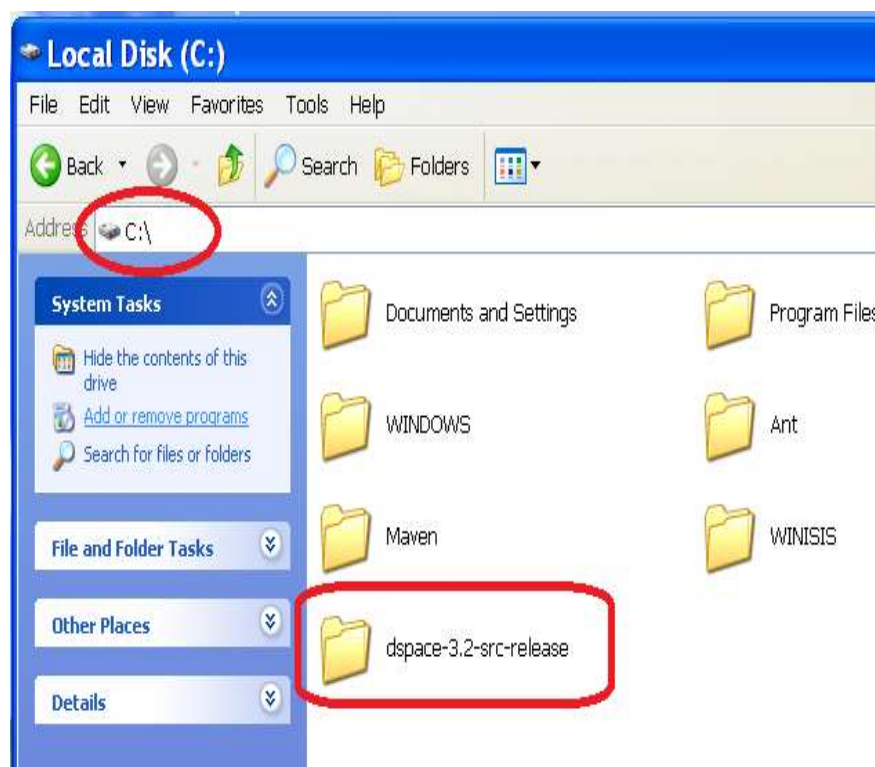 Local Disk (C:)
File Edit View Favorites Tools Help
Back Search Folders
Address C:\
System Tasks
Hide the contents of this
drive
Add or remove programs
Search for files or folders
File and Folder Tasks
Other Places
Details
Documents and Settings
Program Files
WINDOWS
Ant
Maven
WINISIS
dspace-3.2-src-release